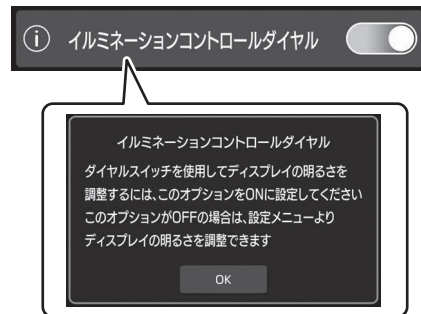 イルミネーションコントロールダイヤル
イルミネーションコントロールダイヤル
ダイヤルスイッチを使用してディスプレイの明るさを
調整するには、このオプションをONに設定してください
このオプションがOFFの場合は、設定メニューより
ディスプレイの明るさを調整できます
OK